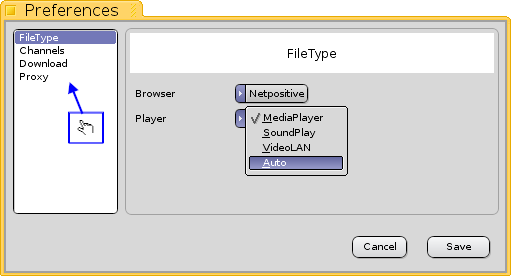 Preferences
FileType
Channels
Download
Proxy
FileType
Browser
Netpositive
Player
MediaPlayer
SoundPlay
VideoLAN
Auto
Cancel
Save